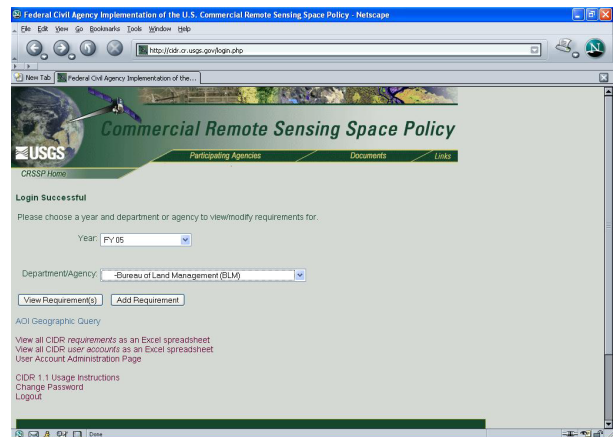 Federal Civil Agency Implementation of the U.S. Commercial Remote Sensing Space Policy - Netscape
File Edit View Go Bookmarks Tools Window Help
http://cidr.cr.usgs.gov/login.php
N
New Tab Federal Civil Agency Implementation of the...
Commercial Remote Sensing Space Policy
USGS
Participating Agencies Documents Links
CRSSP Home
Login Successful
Please choose a year and department or agency to view/modify requirements for.
Year: FY 05
Department/Agency: -Bureau of Land Management (BLM)
View Requirement(s) Add Requirement
AOI Geographic Query
View all CIDR requirements as an Excel spreadsheet
View all CIDR user accounts as an Excel spreadsheet
User Account Administration Page
CIDR 1.1 Usage Instructions
Change Password
Logout
Done